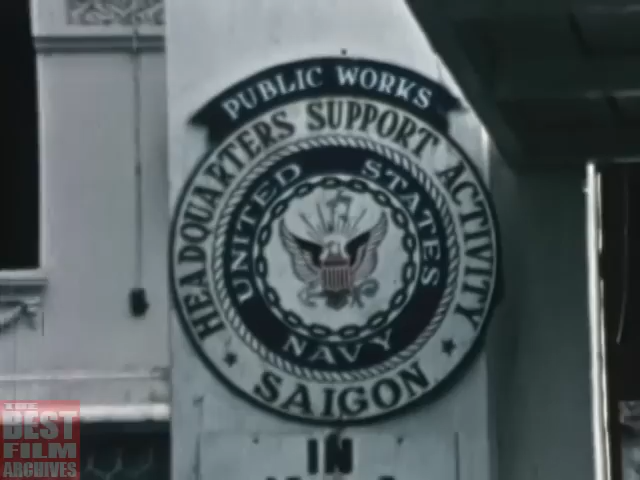 PUBLIC WORKS
HEADQUARTERS SUPPORT ACTIVITY
UNITED STATES
NAVY
SAIGON
IN
THE
BEST
FILM
ARCHIVES